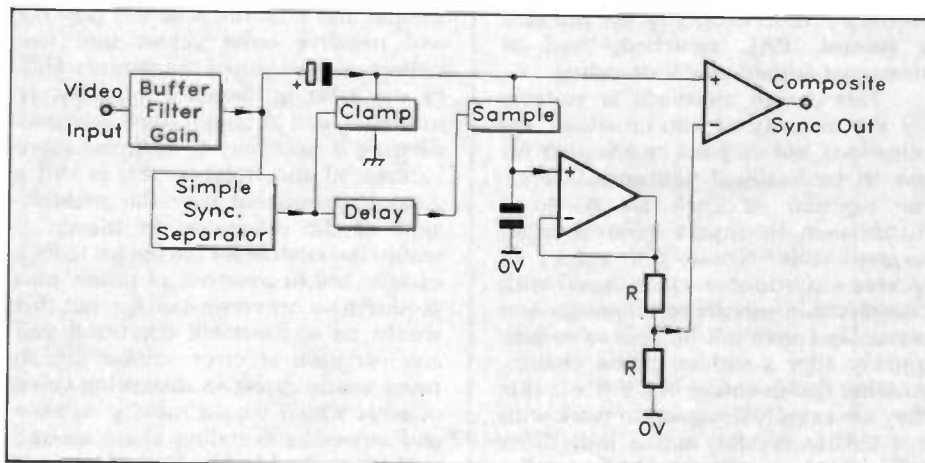 Video
Input
Buffer
Filter
Gain
+
Clamp
Sample
+
-
Composite
Sync Out
Simple
Sync.
Separator
Delay
+
-
0V
R
R
0V